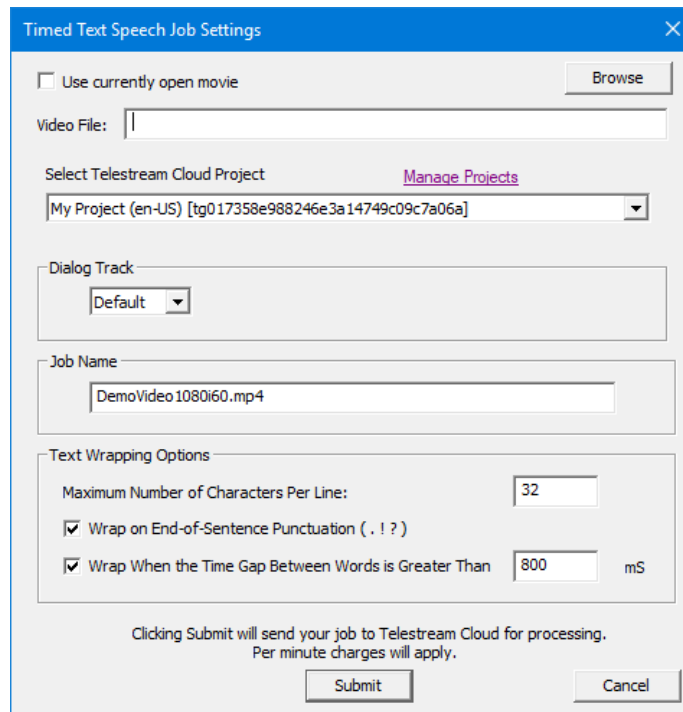 Timed Text Speech Job Settings
Use currently open movie
Browse
Video File:
Select Telestream Cloud Project
Manage Projects
My Project (en-US) [tg017358e988246e3a14749c09c7a06a]
Dialog Track
Default
Job Name
DemoVideo1080i60.mp4
Text Wrapping Options
Maximum Number of Characters Per Line:
32
Wrap on End-of-Sentence Punctuation ( . ! ? )
Wrap When the Time Gap Between Words is Greater Than
800
mS
Clicking Submit will send your job to Telestream Cloud for processing.
Per minute charges will apply.
Submit
Cancel